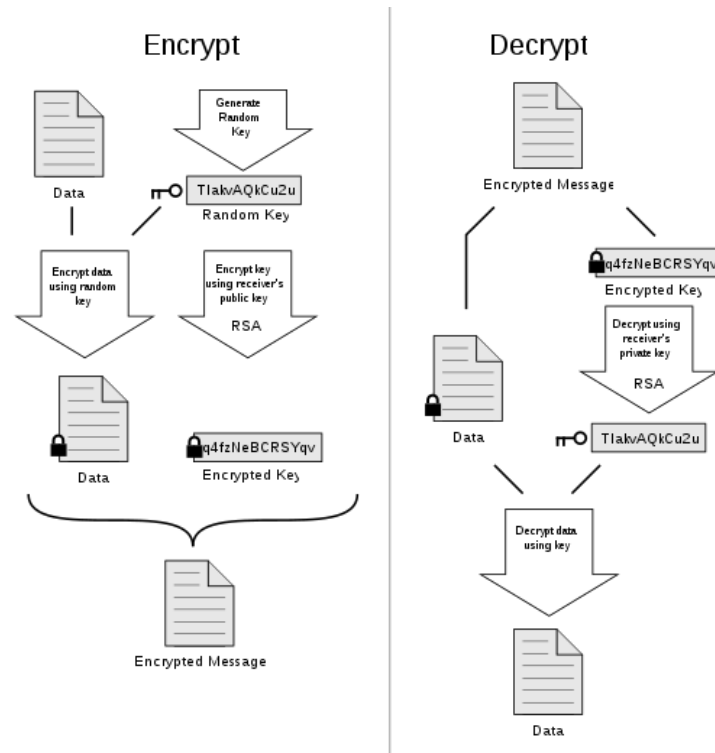 Encrypt
Generate
Random
Key
Data
TIakvAQkCu2u
Random Key
Encrypt data
using random
key
Encrypt key
using receiver's
public key
RSA
Data
q4fzNeBCRSYqv
Encrypted Key
Encrypted Message
Decrypt
Encrypted Message
q4fzNeBCRSYqv
Encrypted Key
Decrypt using
receiver's
private key
RSA
Data
TIakvAQkCu2u
Decrypt data
using key
Data